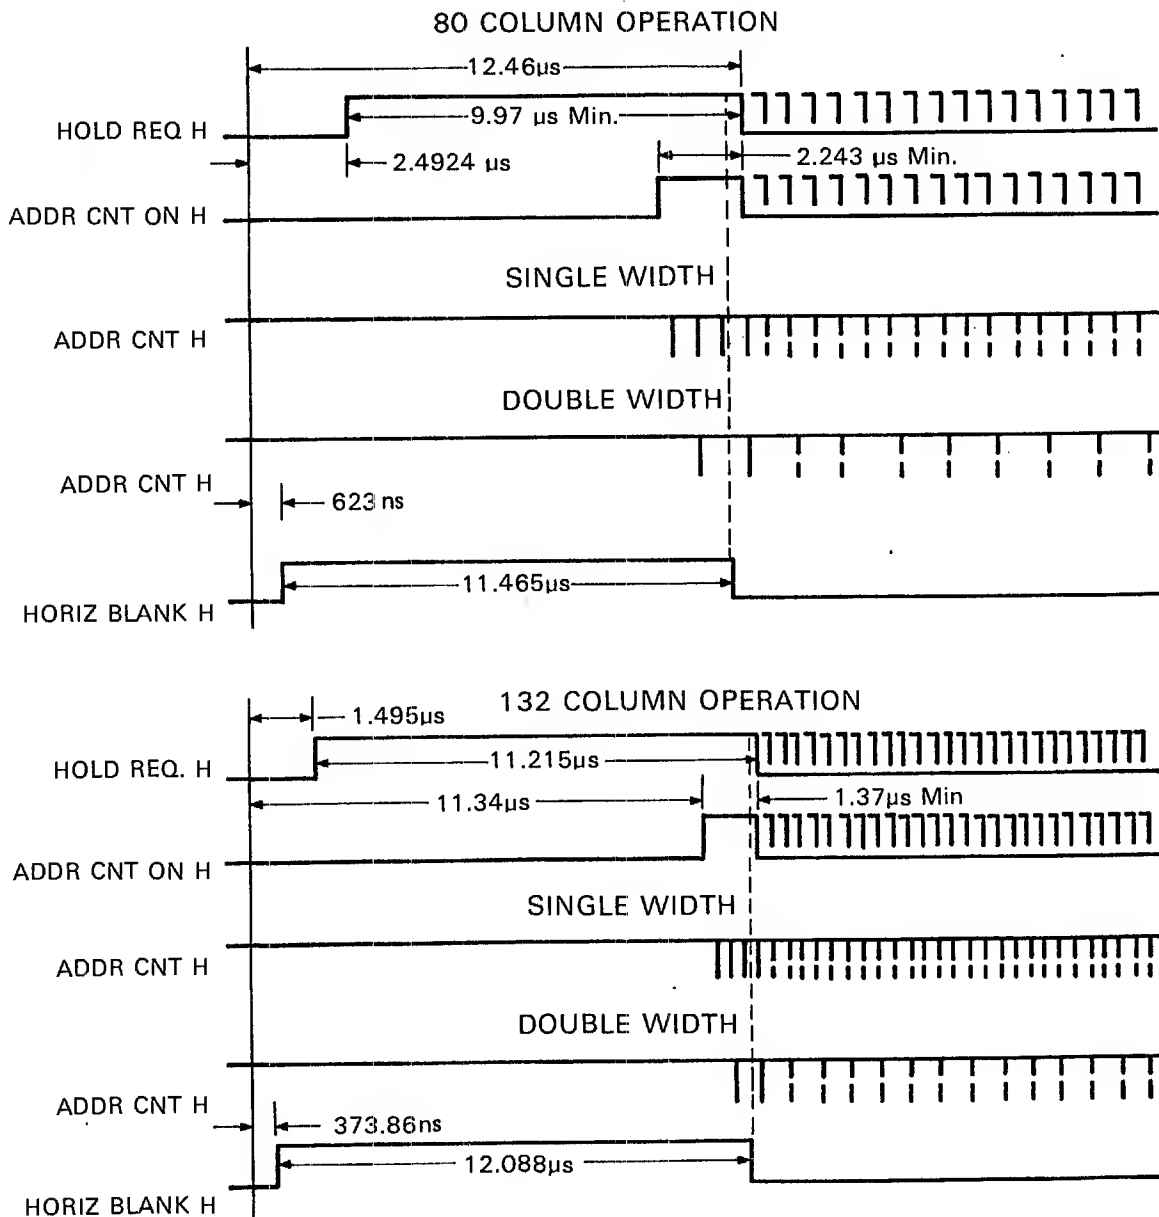 80 COLUMN OPERATION
12.46µs
HOLD REQ H
9.97 µs Min.
2.4924 µs
2.243 µs Min.
ADDR CNT ON H
SINGLE WIDTH
ADDR CNT H
DOUBLE WIDTH
ADDR CNT H
623 ns
11.465µs
HORIZ BLANK H
132 COLUMN OPERATION
1.495µs
HOLD REQ. H
11.215µs
11.34µs
1.37µs Min
ADDR CNT ON H
SINGLE WIDTH
ADDR CNT H
DOUBLE WIDTH
ADDR CNT H
373.86ns
12.088µs
HORIZ BLANK H